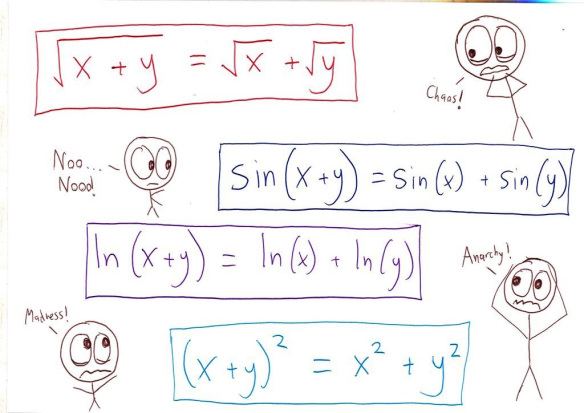 √x + y = √x + √y
Chaos!
Noo...
Nooo!
Sin(x+y) = Sin(x) + Sin(y)
ln(x+y) = ln(x) + ln(y)
Anarchy!
Madness!
(x+y)² = x² + y²